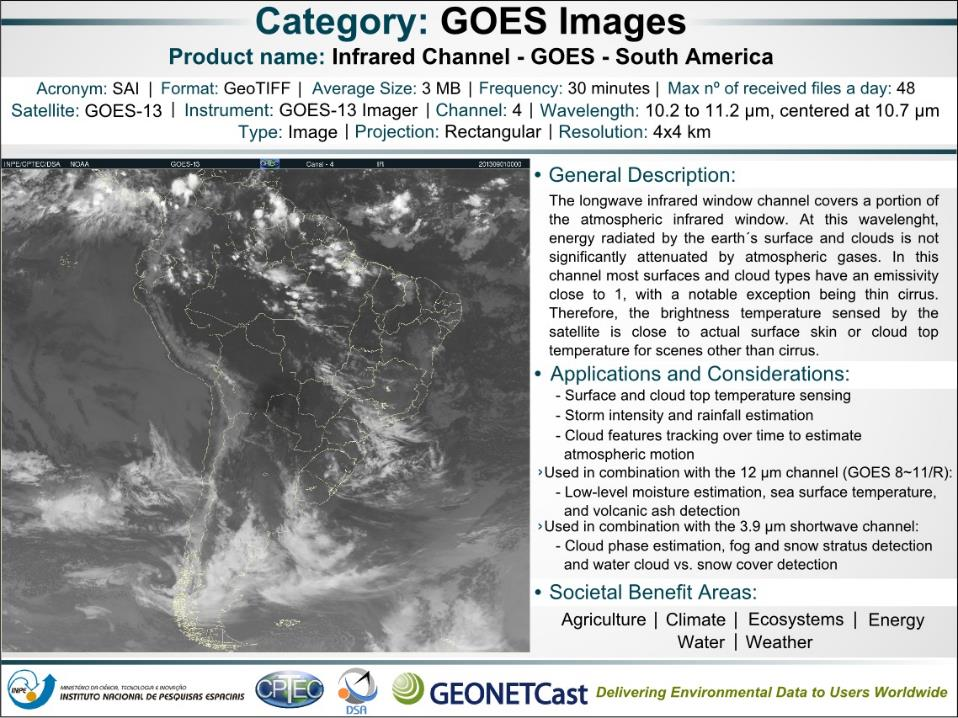 Category: GOES Images
Product name: Infrared Channel - GOES - South America
Acronym: SAI | Format: GeoTIFF | Average Size: 3 MB | Frequency: 30 minutes | Max nº of received files a day: 48
Satellite: GOES-13 | Instrument: GOES-13 Imager | Channel: 4 | Wavelength: 10.2 to 11.2 µm, centered at 10.7 µm
Type: Image | Projection: Rectangular | Resolution: 4x4 km
INPE/CPTEC/DSA NOAA GOES-13 CPTEC Canal - 4 IR 201309010000
• General Description:
The longwave infrared window channel covers a portion of
the atmospheric infrared window. At this wavelenght,
energy radiated by the earth´s surface and clouds is not
significantly attenuated by atmospheric gases. In this
channel most surfaces and cloud types have an emissivity
close to 1, with a notable exception being thin cirrus.
Therefore, the brightness temperature sensed by the
satellite is close to actual surface skin or cloud top
temperature for scenes other than cirrus.
• Applications and Considerations:
- Surface and cloud top temperature sensing
- Storm intensity and rainfall estimation
- Cloud features tracking over time to estimate
atmospheric motion
›Used in combination with the 12 µm channel (GOES 8~11/R):
- Low-level moisture estimation, sea surface temperature,
and volcanic ash detection
›Used in combination with the 3.9 µm shortwave channel:
- Cloud phase estimation, fog and snow stratus detection
and water cloud vs. snow cover detection
• Societal Benefit Areas:
Agriculture | Climate | Ecosystems | Energy
Water | Weather
INPE
MINISTÉRIO DA CIÊNCIA, TECNOLOGIA E INOVAÇÃO
INSTITUTO NACIONAL DE PESQUISAS ESPACIAIS
CPTEC
DSA
GEONETCast
Delivering Environmental Data to Users Worldwide